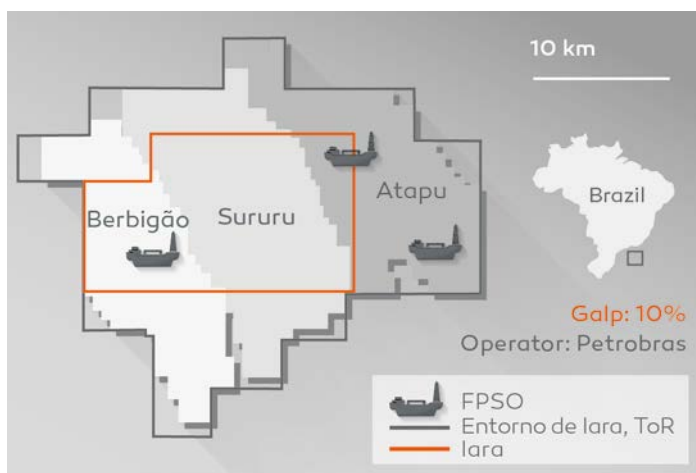 10 km
Berbigão
Sururu
Atapu
Brazil
Galp: 10%
Operator: Petrobras
FPSO
Entorno de Iara, ToR
Iara